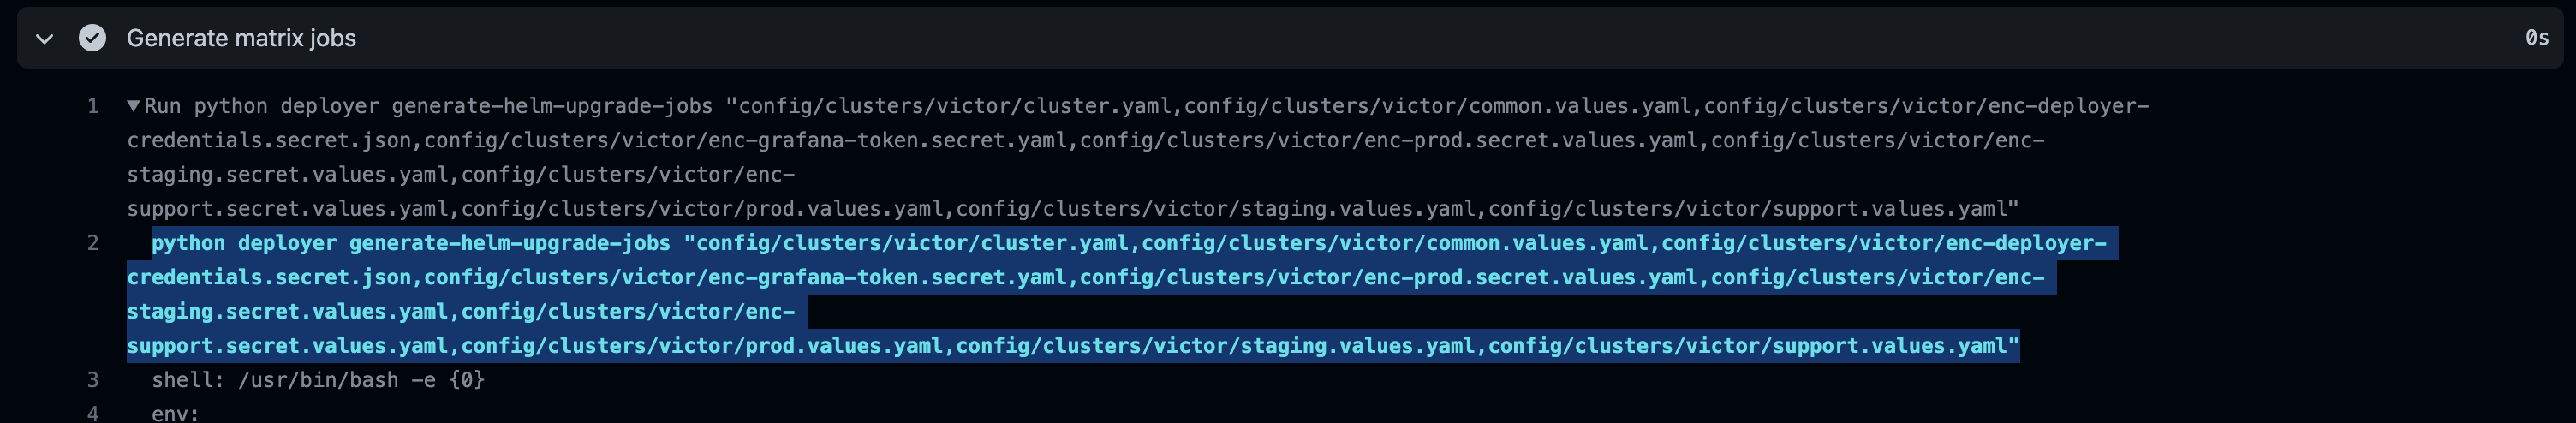 Generate matrix jobs
0s
1 ▼Run python deployer generate-helm-upgrade-jobs "config/clusters/victor/cluster.yaml,config/clusters/victor/common.values.yaml,config/clusters/victor/enc-deployer-
credentials.secret.json,config/clusters/victor/enc-grafana-token.secret.yaml,config/clusters/victor/enc-prod.secret.values.yaml,config/clusters/victor/enc-
staging.secret.values.yaml,config/clusters/victor/enc-
support.secret.values.yaml,config/clusters/victor/prod.values.yaml,config/clusters/victor/staging.values.yaml,config/clusters/victor/support.values.yaml"
2 python deployer generate-helm-upgrade-jobs "config/clusters/victor/cluster.yaml,config/clusters/victor/common.values.yaml,config/clusters/victor/enc-deployer-
credentials.secret.json,config/clusters/victor/enc-grafana-token.secret.yaml,config/clusters/victor/enc-prod.secret.values.yaml,config/clusters/victor/enc-
staging.secret.values.yaml,config/clusters/victor/enc-
support.secret.values.yaml,config/clusters/victor/prod.values.yaml,config/clusters/victor/staging.values.yaml,config/clusters/victor/support.values.yaml"
3 shell: /usr/bin/bash -e {0}
4 env: